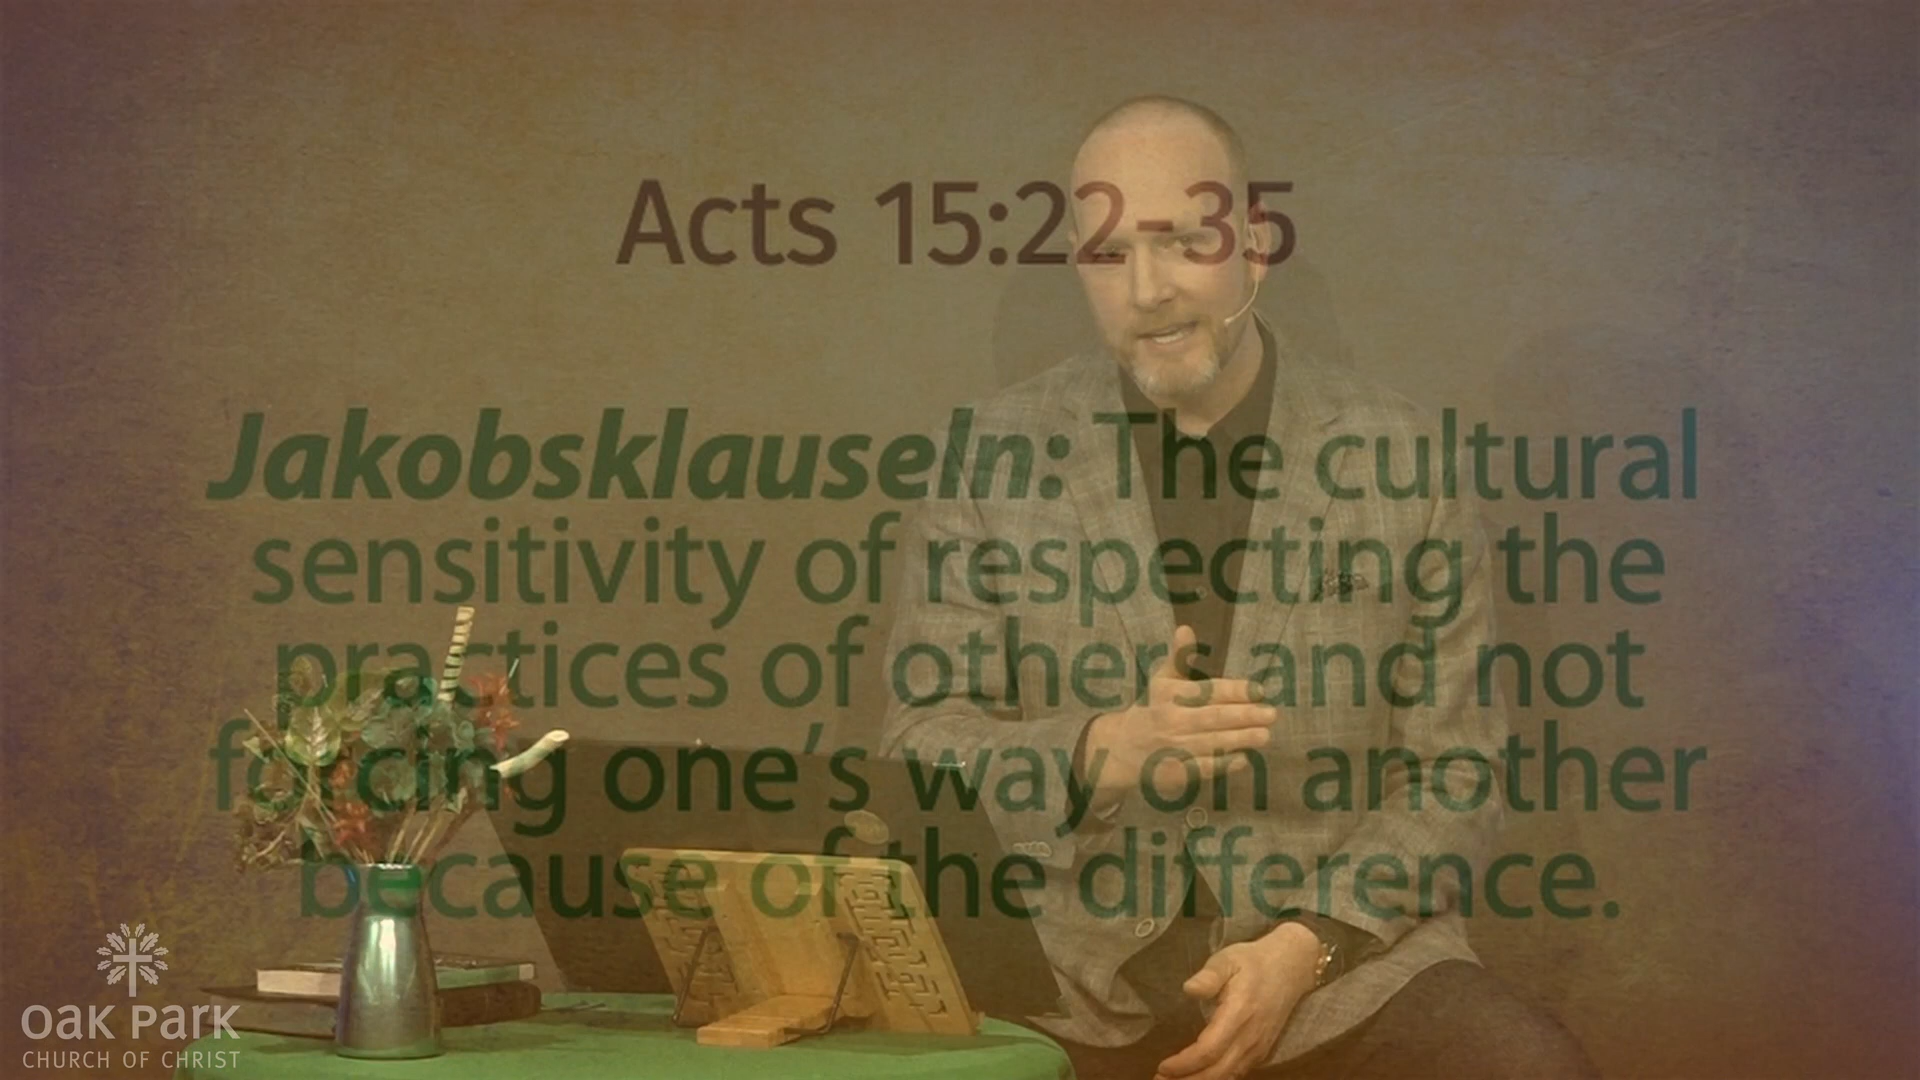 Acts 15:22-35
Jakobsklauseln: The cultural
sensitivity of respecting the
practices of others and not
forcing one's way on another
because of the difference.
Oak Park
CHURCH OF CHRIST